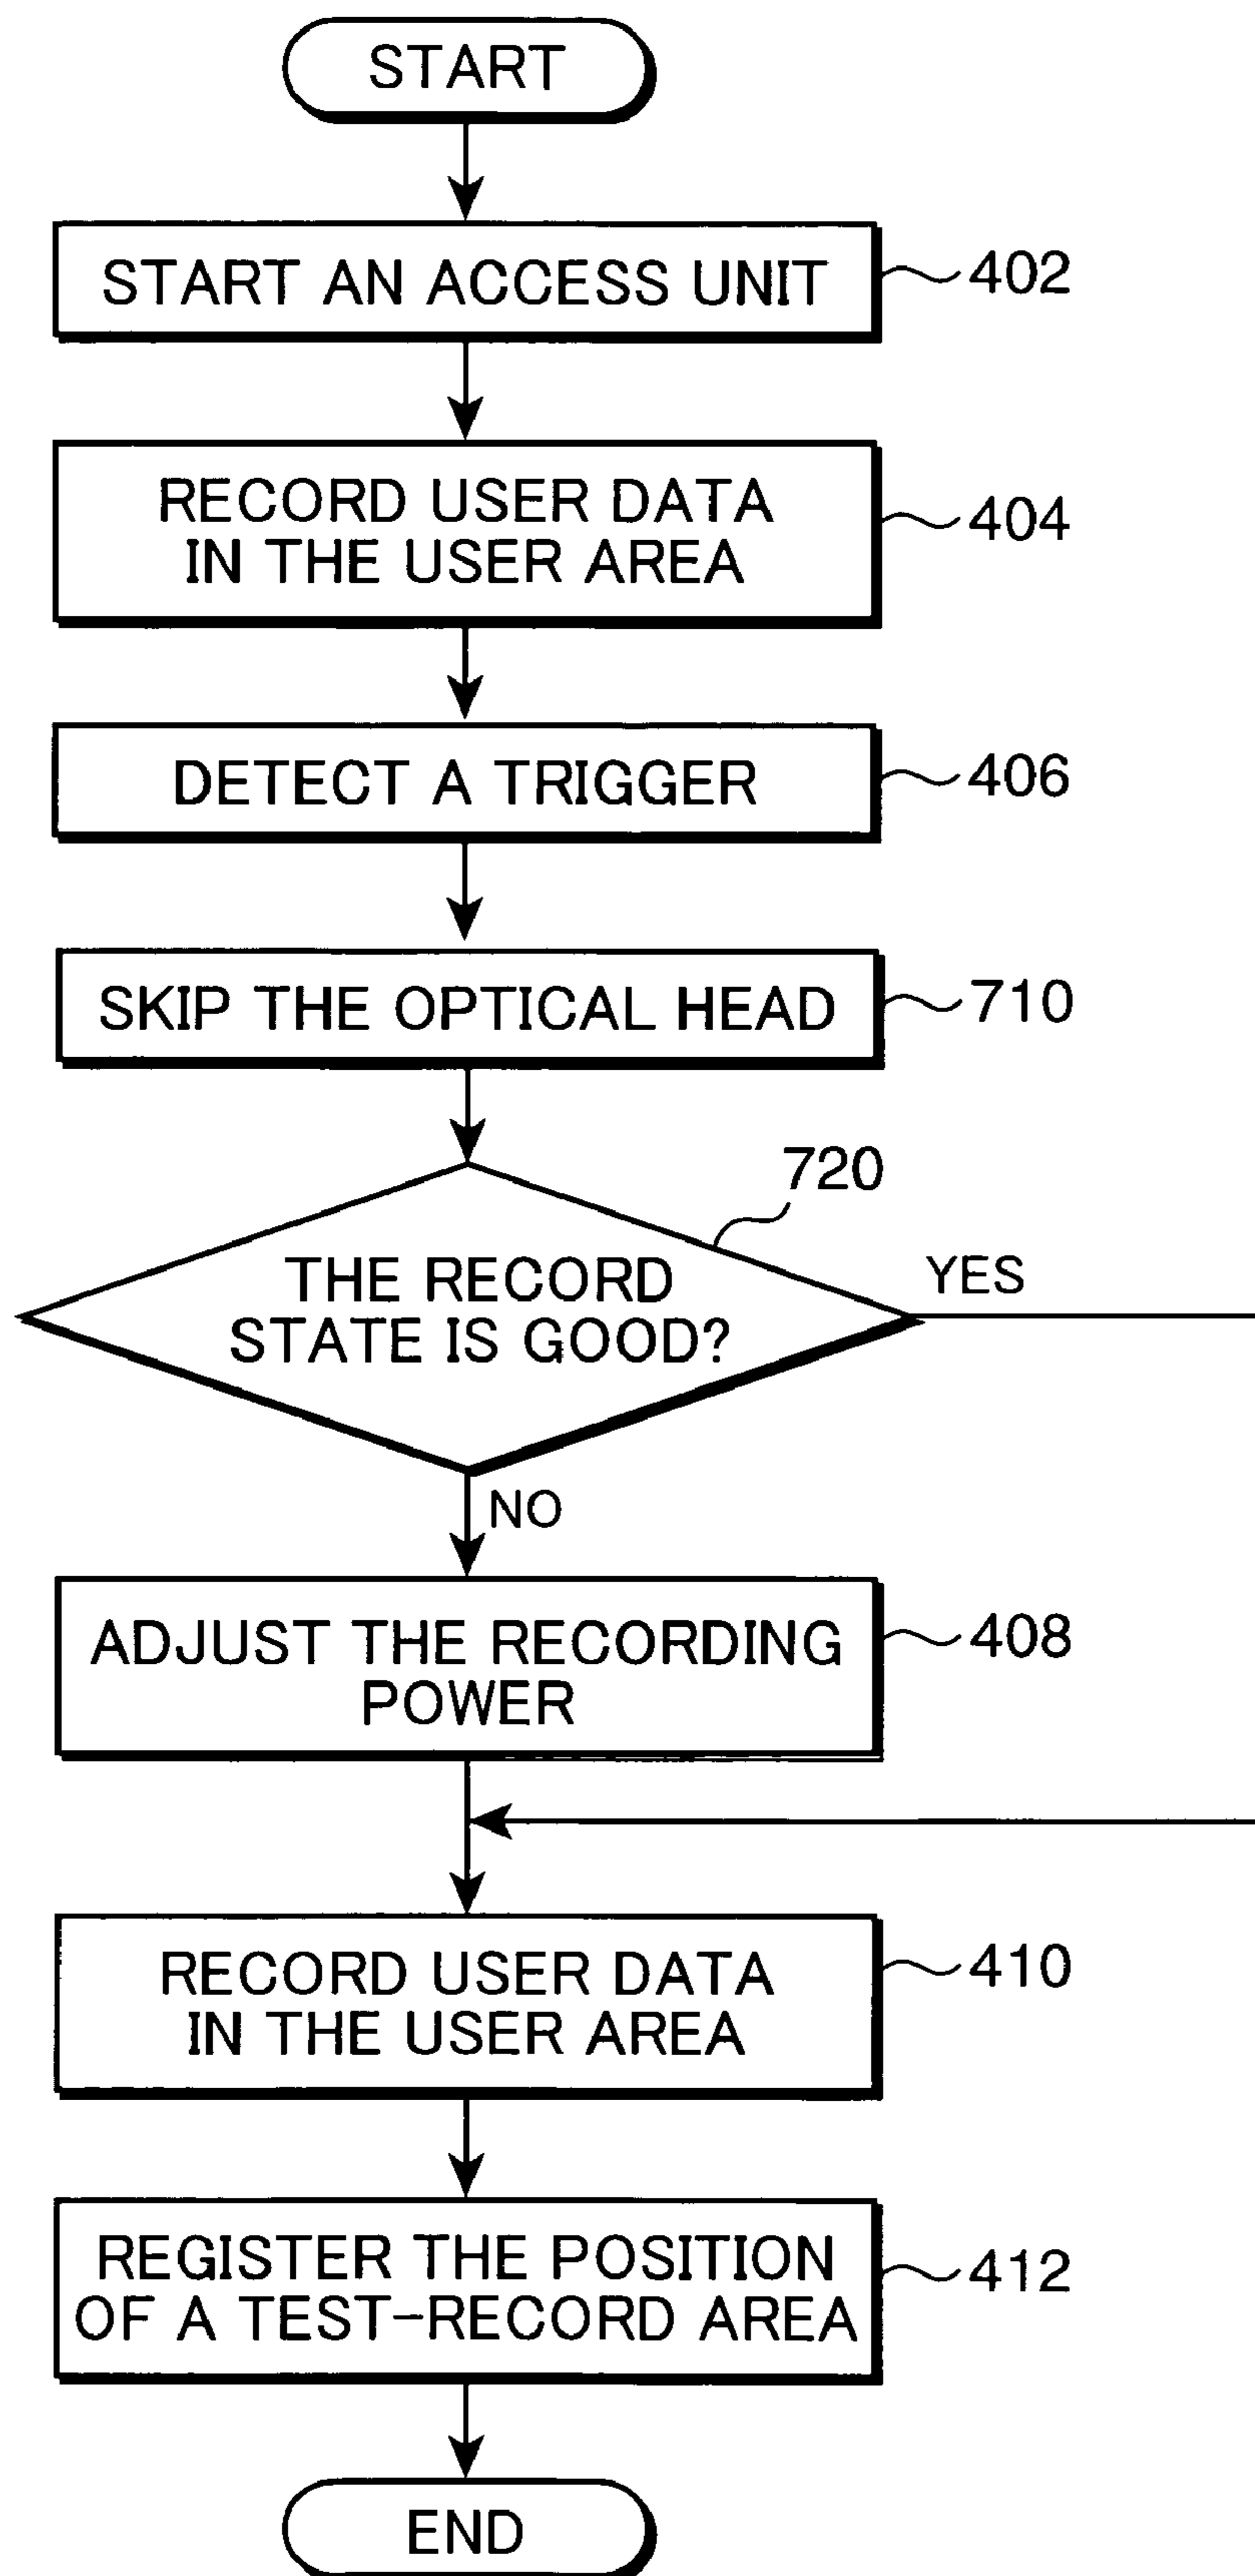 START
START AN ACCESS UNIT
402
RECORD USER DATA
IN THE USER AREA
404
DETECT A TRIGGER
406
SKIP THE OPTICAL HEAD
710
720
THE RECORD
STATE IS GOOD?
YES
NO
ADJUST THE RECORDING
POWER
408
RECORD USER DATA
IN THE USER AREA
410
REGISTER THE POSITION
OF A TEST-RECORD AREA
412
END